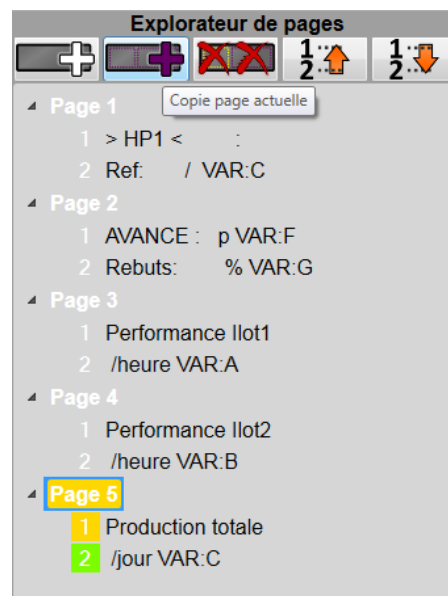 Explorateur de pages
1 2 1 2
Copie page actuelle
Page 1
1 > HP1 < :
2 Ref: / VAR:C
Page 2
1 AVANCE : p VAR:F
2 Rebuts: % VAR:G
Page 3
1 Performance Ilot1
2 /heure VAR:A
Page 4
1 Performance Ilot2
2 /heure VAR:B
Page 5
1 Production totale
2 /jour VAR:C